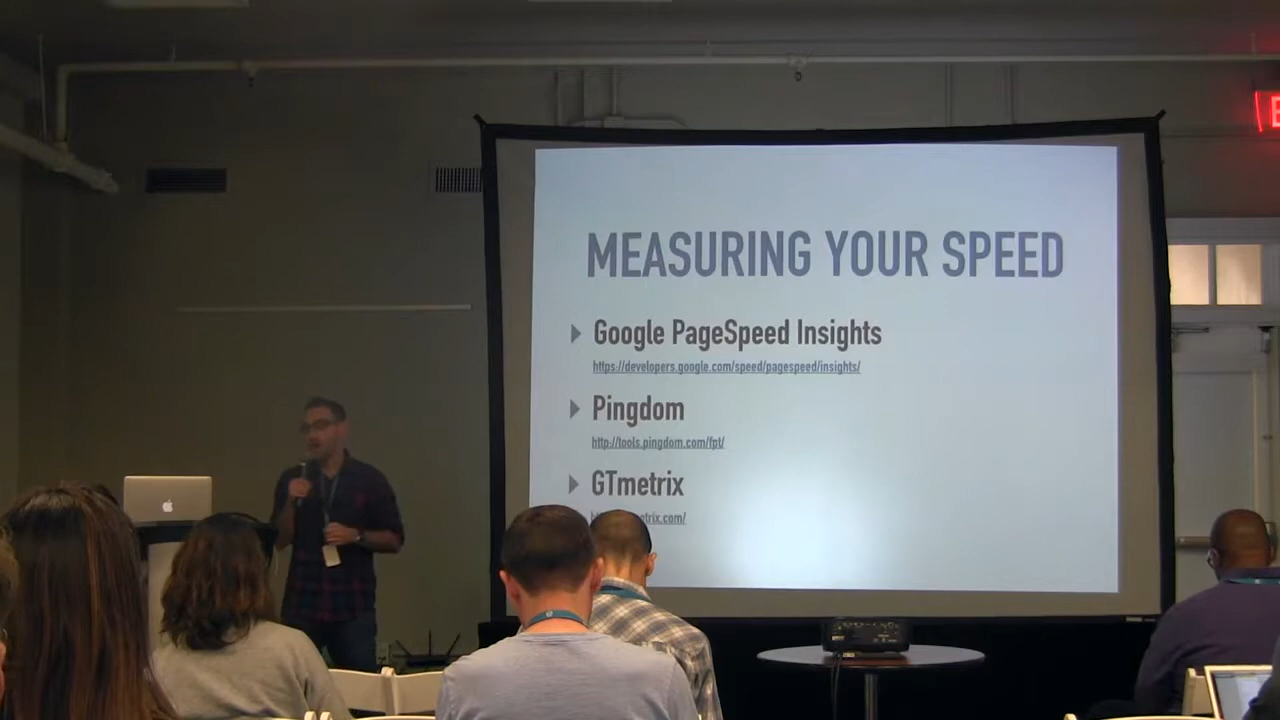 MEASURING YOUR SPEED
Google PageSpeed Insights
https://developers.google.com/speed/pagespeed/insights/
Pingdom
http://tools.pingdom.com/fpt/
GTmetrix